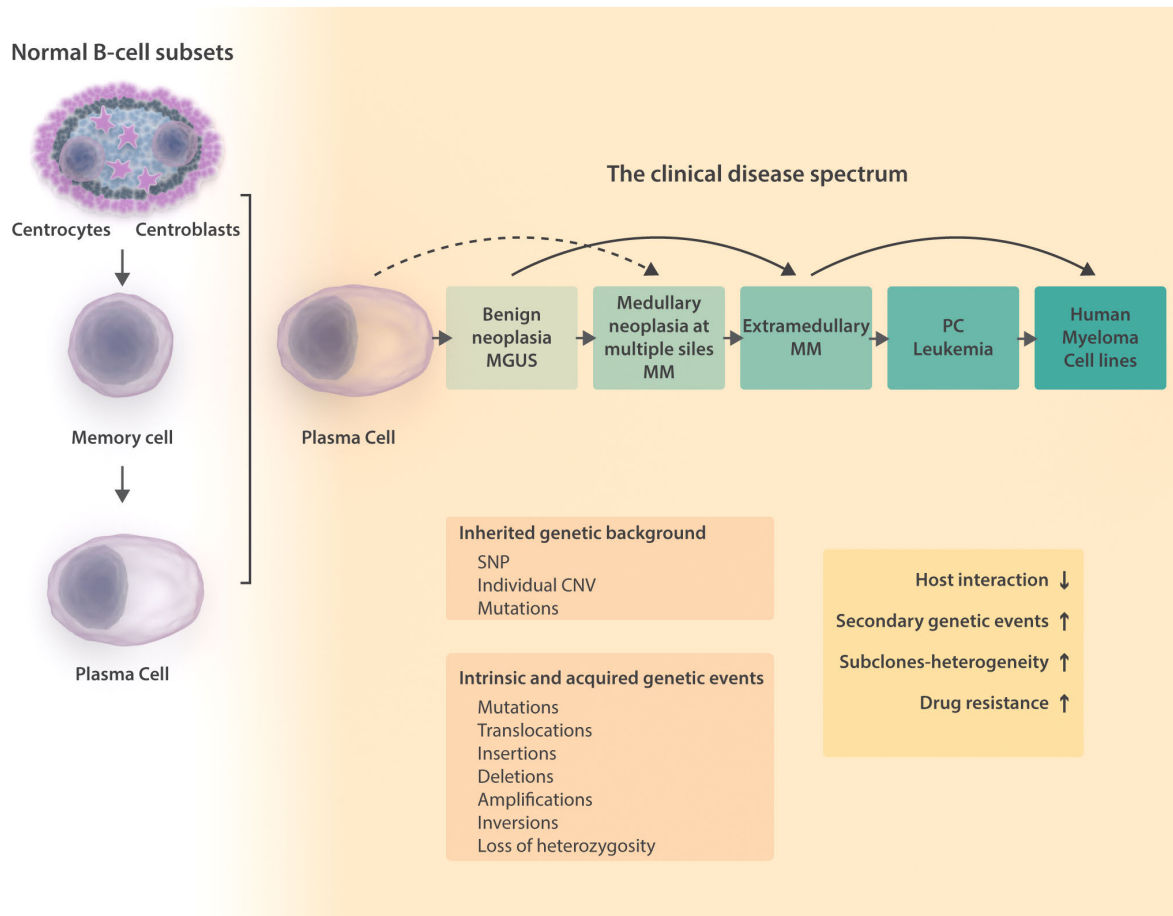 Normal B-cell subsets
Centrocytes Centroblasts
Memory cell
Plasma Cell
The clinical disease spectrum
Plasma Cell
Benign
neoplasia
MGUS
Medullary
neoplasia at
multiple siles
MM
Extramedullary
MM
PC
Leukemia
Human
Myeloma
Cell lines
Inherited genetic background
SNP
Individual CNV
Mutations
Intrinsic and acquired genetic events
Mutations
Translocations
Insertions
Deletions
Amplifications
Inversions
Loss of heterozygosity
Host interaction ↓
Secondary genetic events ↑
Subclones-heterogeneity ↑
Drug resistance ↑